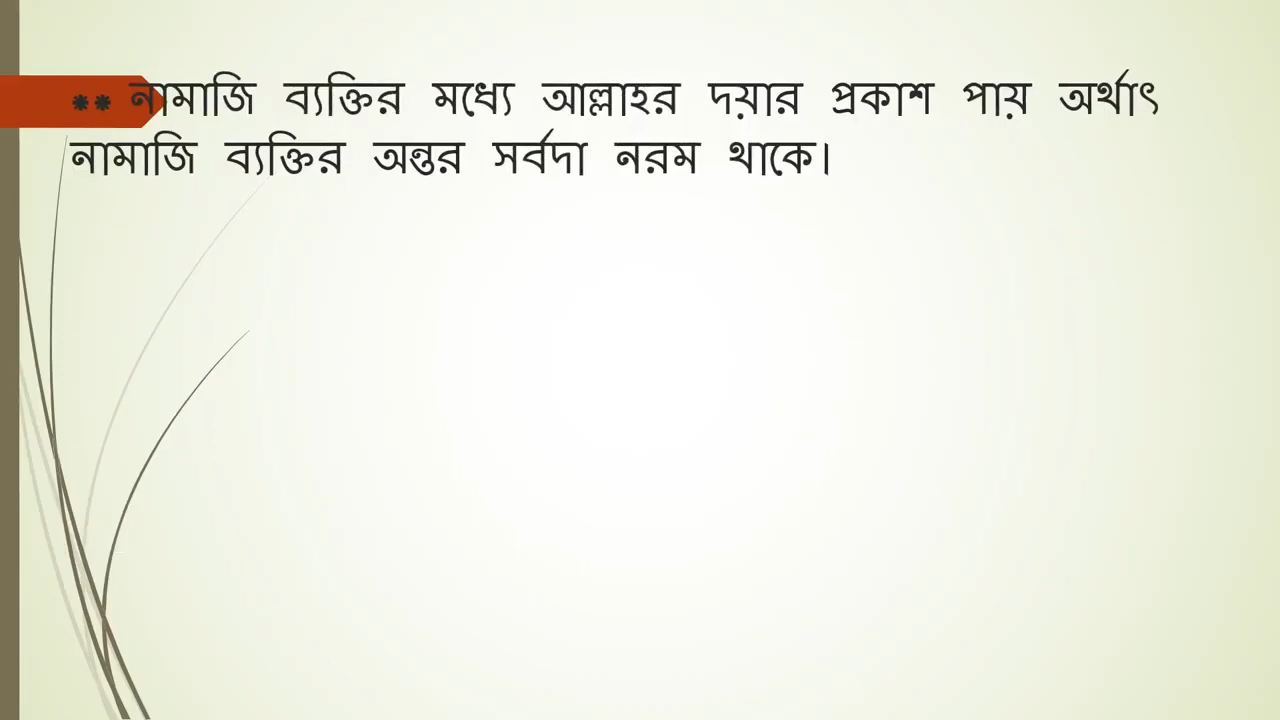 ** নামাজি ব্যক্তির মধ্যে আল্লাহর দয়ার প্রকাশ পায় অর্থাৎ
নামাজি ব্যক্তির অন্তর সর্বদা নরম থাকে।